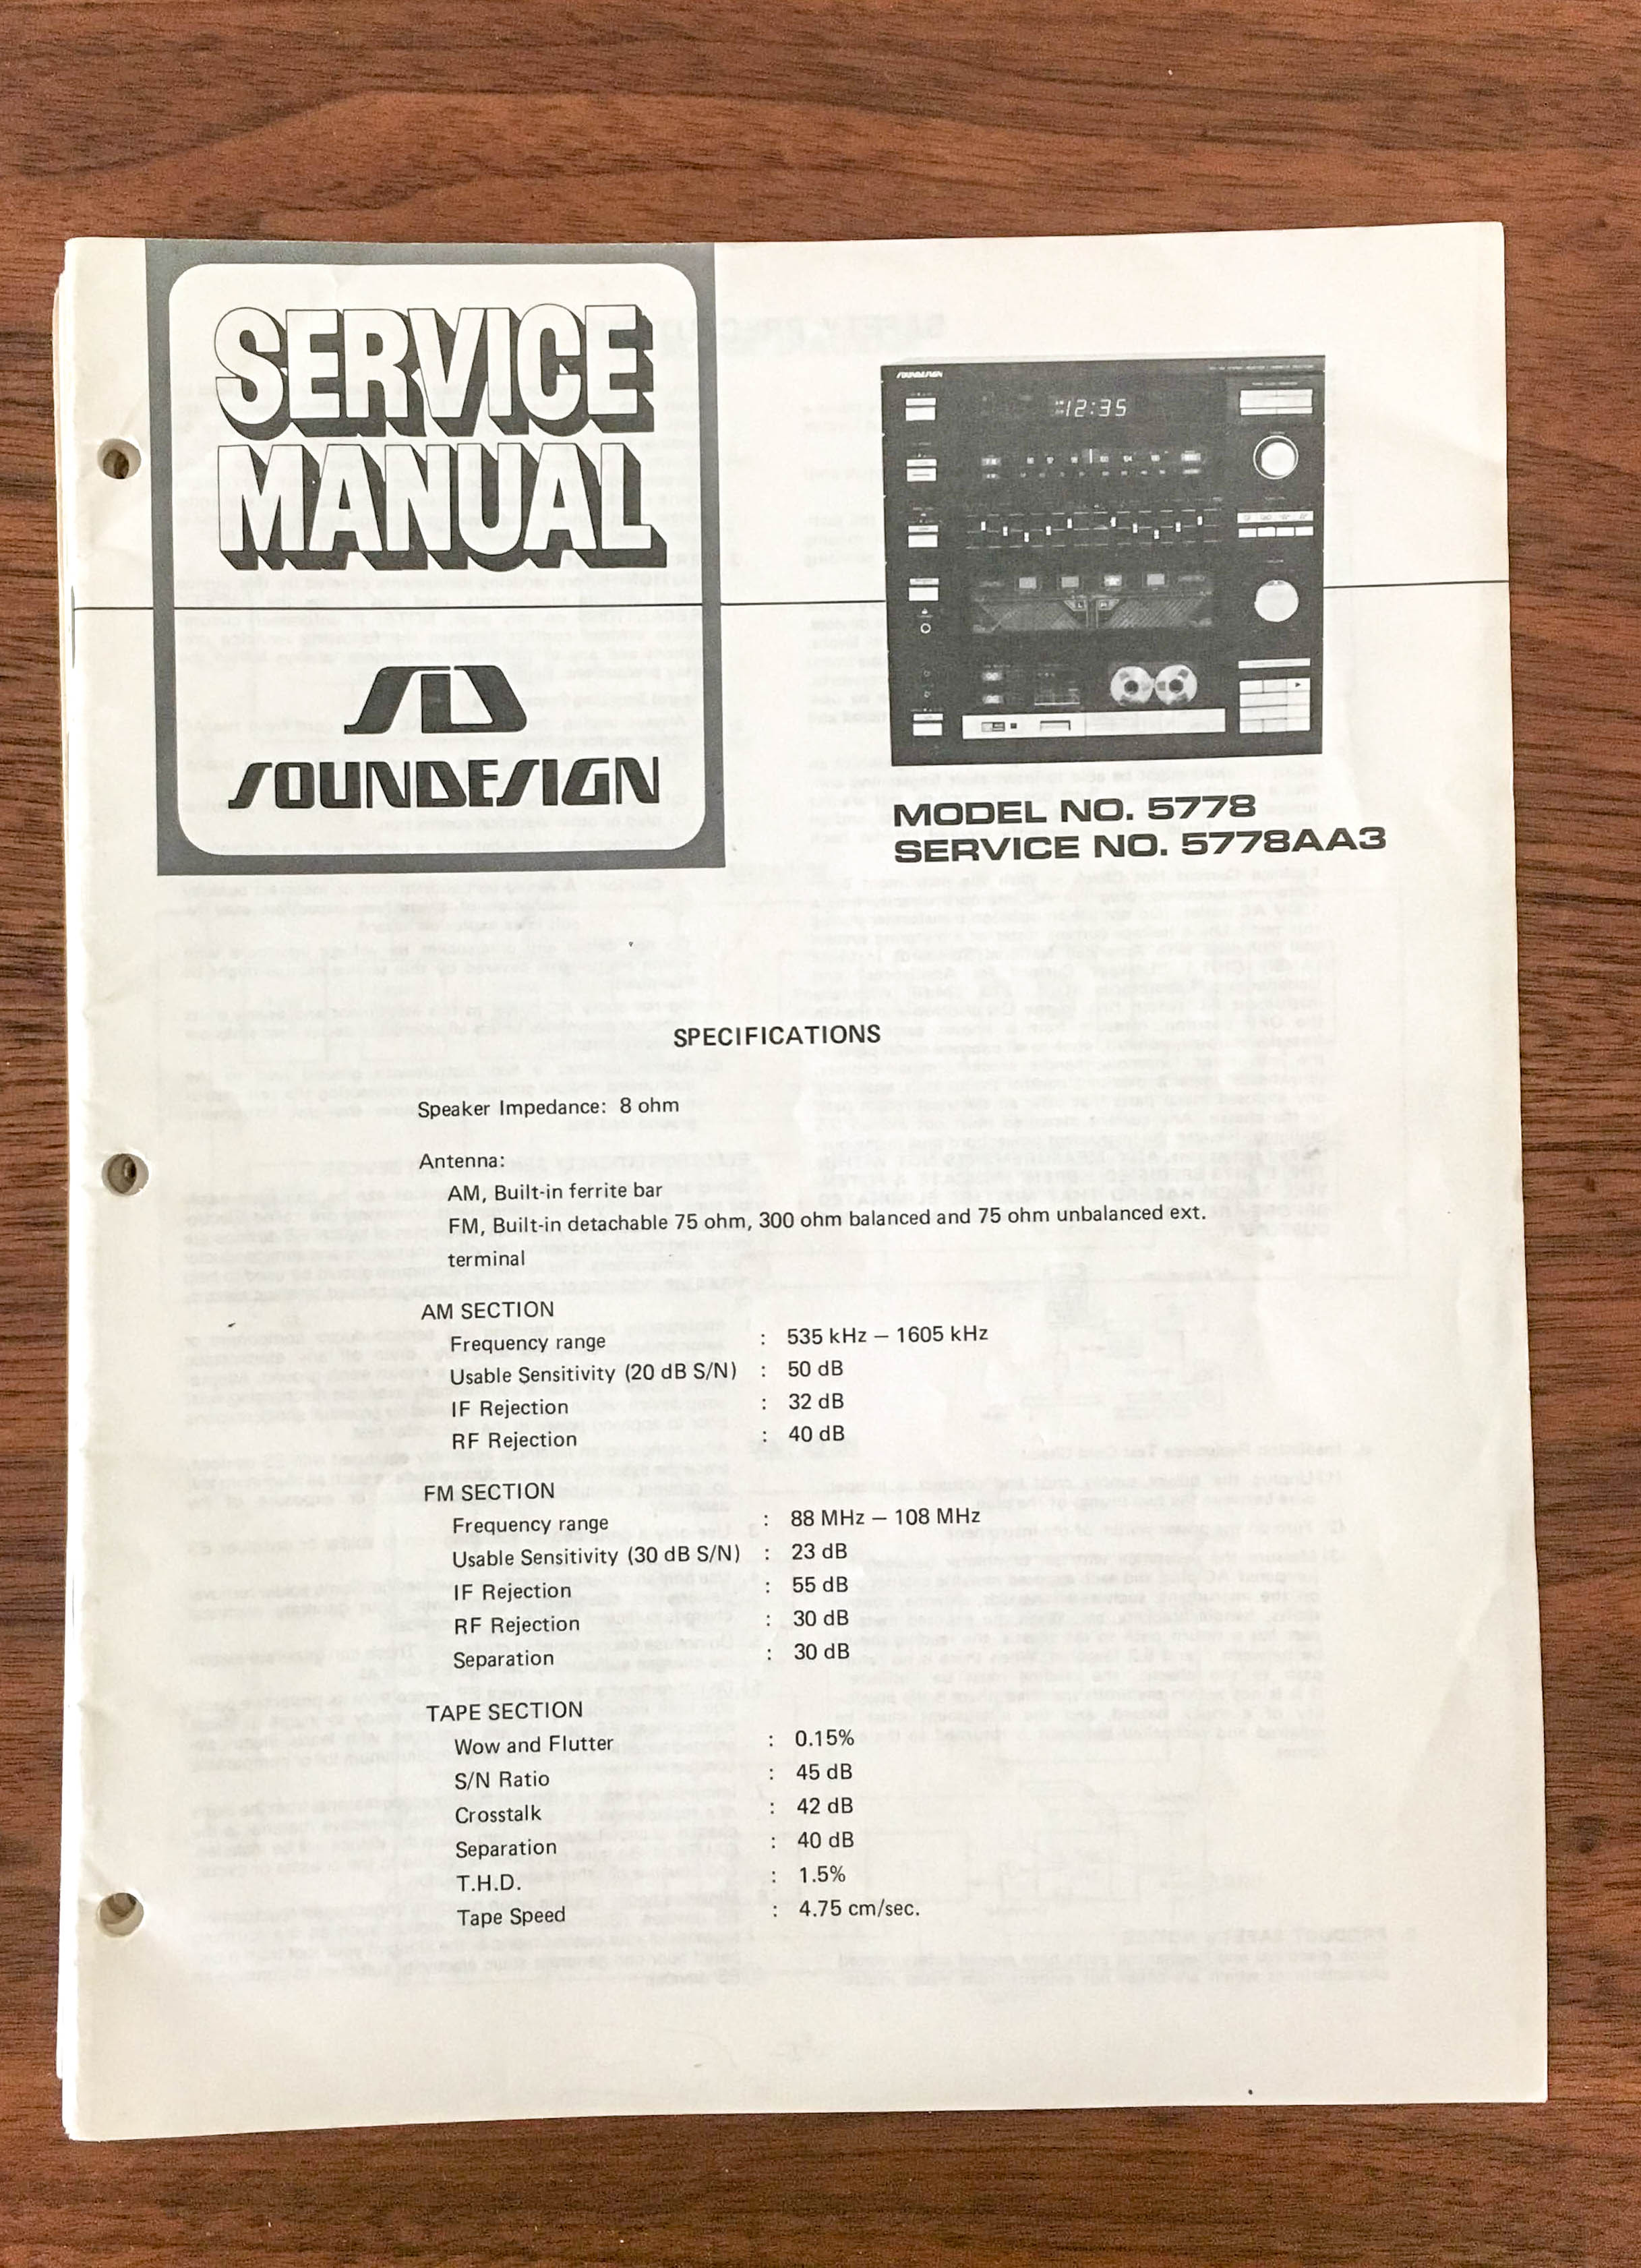 SERVICE
MANUAL
SOUNDESIGN
SOUNDESIGN
12:35
MODEL NO. 5778
SERVICE NO. 5778AA3
SPECIFICATIONS
Speaker Impedance: 8 ohm
Antenna:
AM, Built-in ferrite bar
FM, Built-in detachable 75 ohm, 300 ohm balanced and 75 ohm unbalanced ext.
terminal
AM SECTION
Frequency range : 535 kHz – 1605 kHz
Usable Sensitivity (20 dB S/N) : 50 dB
IF Rejection : 32 dB
RF Rejection : 40 dB
FM SECTION
Frequency range : 88 MHz – 108 MHz
Usable Sensitivity (30 dB S/N) : 23 dB
IF Rejection : 55 dB
RF Rejection : 30 dB
Separation : 30 dB
TAPE SECTION
Wow and Flutter : 0.15%
S/N Ratio : 45 dB
Crosstalk : 42 dB
Separation : 40 dB
T.H.D. : 1.5%
Tape Speed : 4.75 cm/sec.